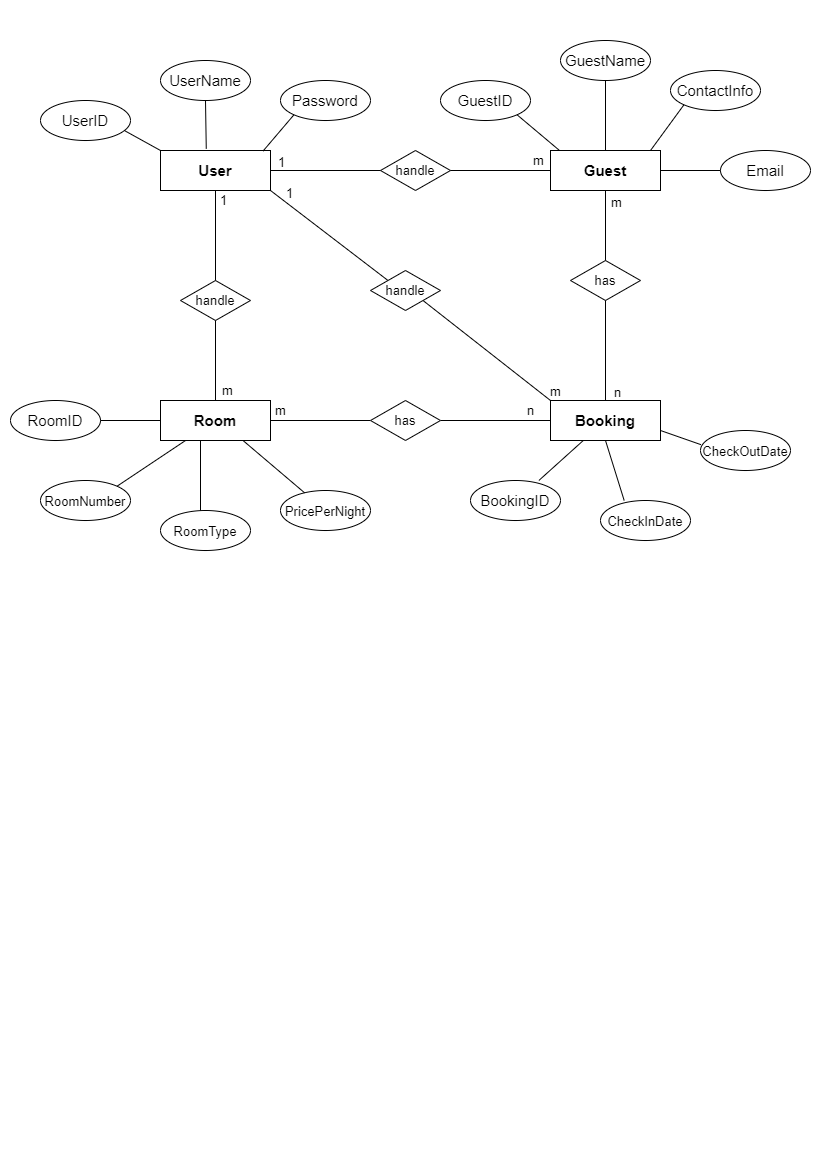 GuestName
UserName
ContactInfo
Password
GuestID
UserID
User
1
handle
m
Guest
Email
1
1
m
has
handle
handle
m
m
n
RoomID
Room
m
has
n
Booking
CheckOutDate
RoomNumber
BookingID
PricePerNight
CheckInDate
RoomType